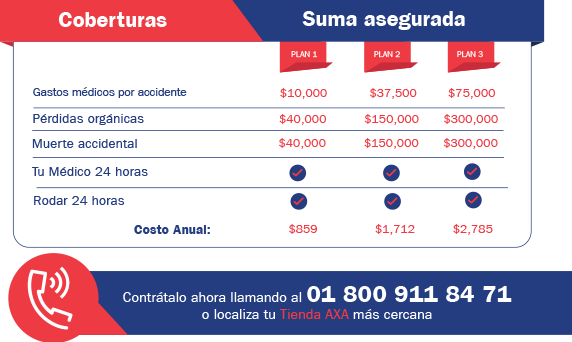 Coberturas Suma asegurada
PLAN 1 PLAN 2 PLAN 3
Gastos médicos por accidente $10,000 $37,500 $75,000
Pérdidas orgánicas $40,000 $150,000 $300,000
Muerte accidental $40,000 $150,000 $300,000
Tu Médico 24 horas
Rodar 24 horas
Costo Anual: $859 $1,712 $2,785
Contrátalo ahora llamando al 01 800 911 84 71
o localiza tu Tienda AXA más cercana